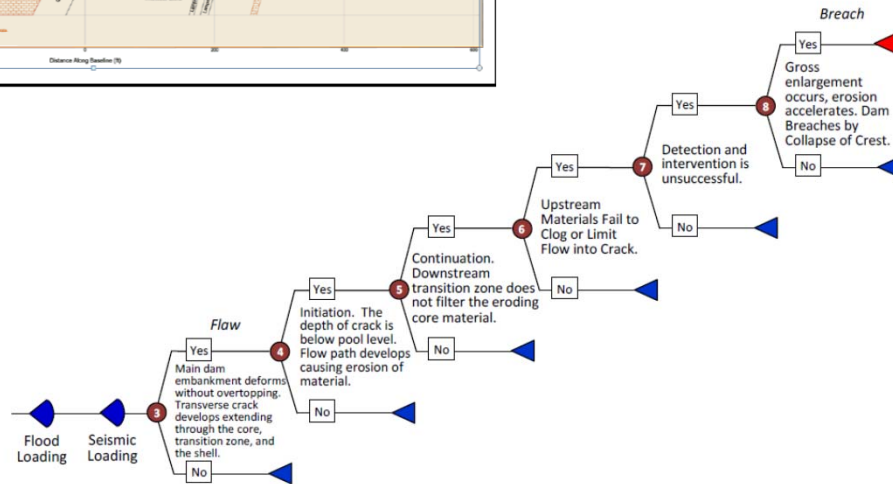 0
200
400
600
Distance Along Baseline (ft)
Breach
Yes
8
Gross
enlargement
occurs, erosion
accelerates. Dam
Breaches by
Collapse of Crest.
No
Yes
7
Detection and
intervention is
unsuccessful.
No
Yes
6
Upstream
Materials Fail to
Clog or Limit
Flow into Crack.
No
Yes
5
Continuation.
Downstream
transition zone does
not filter the eroding
core material.
No
Flaw
Yes
4
Initiation. The
depth of crack is
below pool level.
Flow path develops
causing erosion of
material.
No
Yes
3
Main dam
embankment deforms
without overtopping.
Transverse crack
develops extending
through the core,
transition zone, and
the shell.
No
Flood
Loading
Seismic
Loading